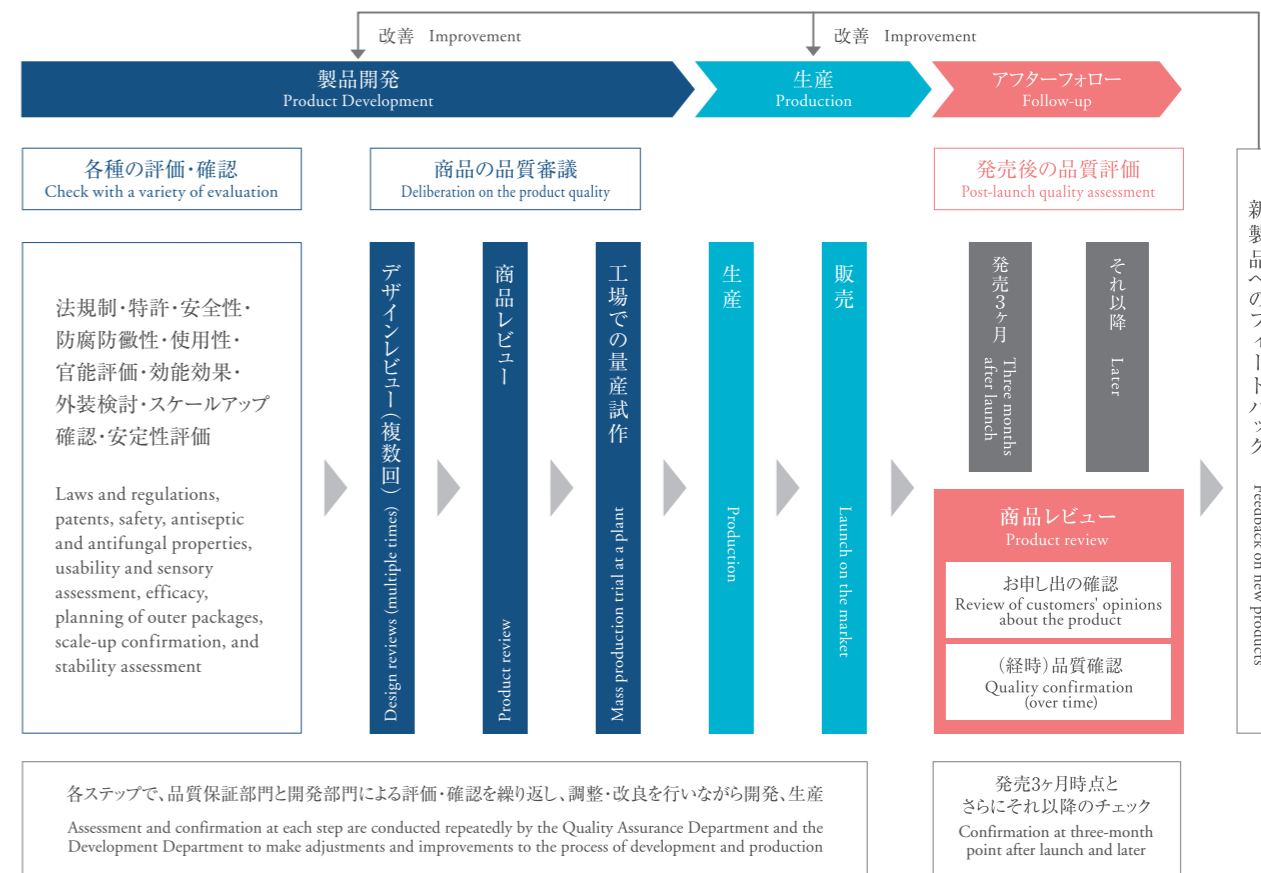 改善 Improvement
改善 Improvement
製品開発
Product Development
生産
Production
アフターフォロー
Follow-up
各種の評価・確認
Check with a variety of evaluation
商品の品質審議
Deliberation on the product quality
発売後の品質評価
Post-launch quality assessment
法規制・特許・安全性・
防腐防黴性・使用性・
官能評価・効能効果・
外装検討・スケールアップ
確認・安定性評価
Laws and regulations,
patents, safety, antiseptic
and antifungal properties,
usability and sensory
assessment, efficacy,
planning of outer packages,
scale-up confirmation, and
stability assessment
デザインレビュー(複数回) Design reviews (multiple times)
商品レビュー Product review
工場での量産試作 Mass production trial at a plant
生産 Production
販売 Launch on the market
発売3ヶ月
Three months
after launch
それ以降 Later
商品レビュー
Product review
お申し出の確認
Review of customers' opinions
about the product
(経時)品質確認
Quality confirmation
(over time)
新製品へのフィードバック Feedback on new products
各ステップで、品質保証部門と開発部門による評価・確認を繰り返し、調整・改良を行いながら開発、生産
Assessment and confirmation at each step are conducted repeatedly by the Quality Assurance Department and the
Development Department to make adjustments and improvements to the process of development and production
発売3ヶ月時点と
さらにそれ以降のチェック
Confirmation at three-month
point after launch and later